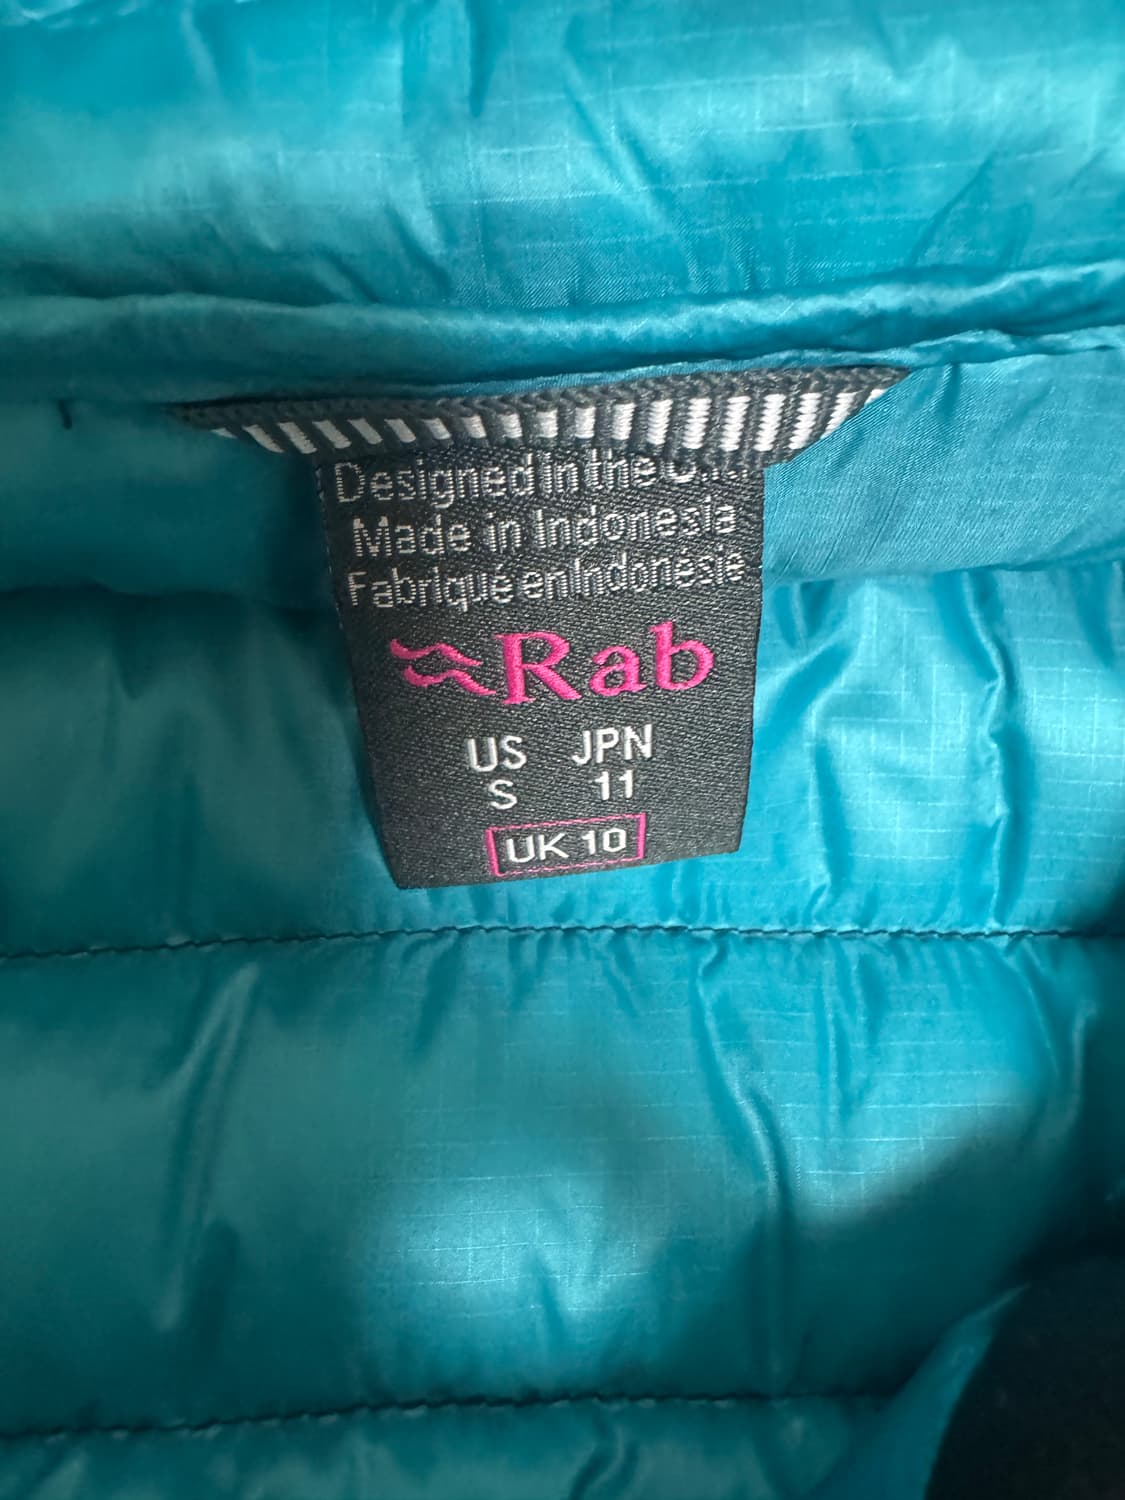 Designed in the
Made in Indonesia
Fabriqué en Indonésie
Rab
US JPN
S 11
UK 10